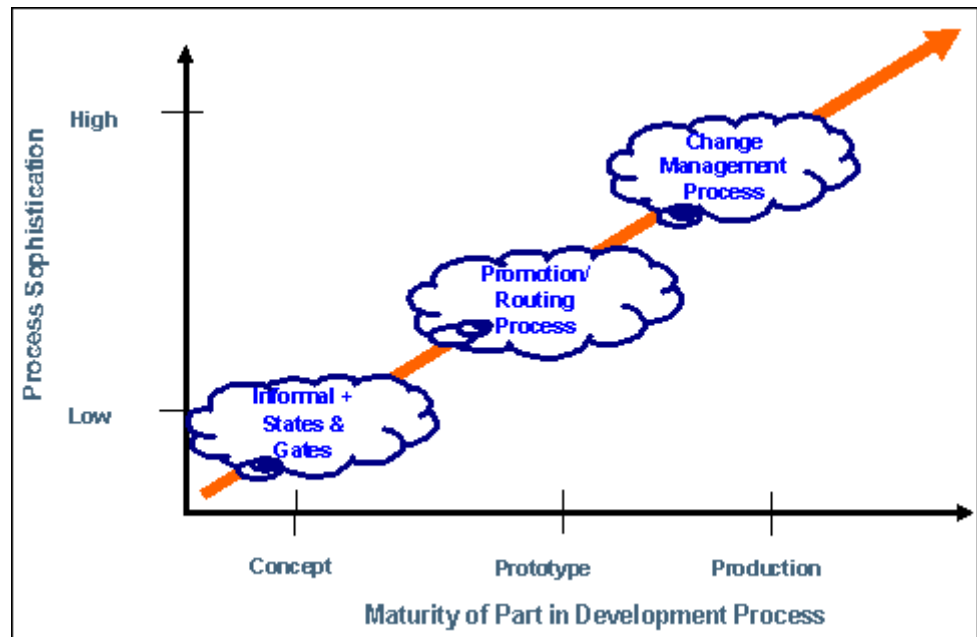 High
Change
Management
Process
Process Sophistication
Promotion/
Routing
Process
Low
Informal +
States &
Gates
Concept
Prototype
Production
Maturity of Part in Development Process